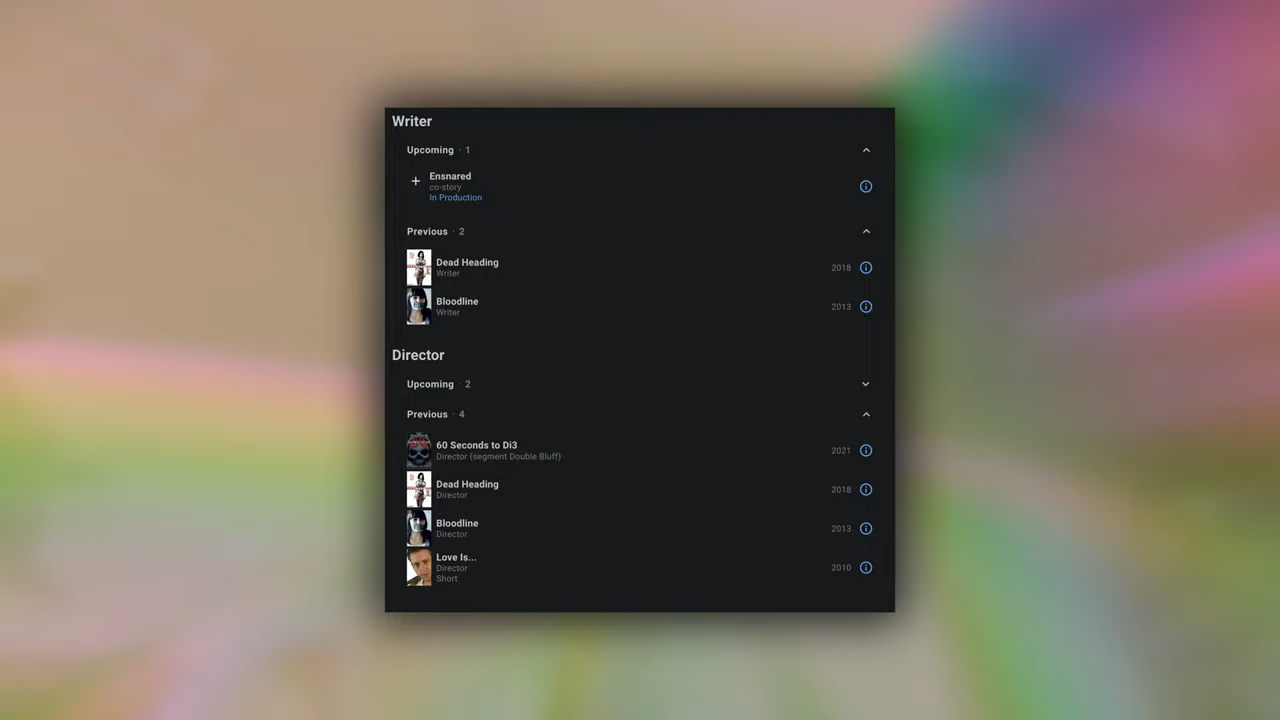 Writer
Upcoming · 1
Ensnared
co-story
In Production
Previous · 2
Dead Heading
Writer
2018
Bloodline
Writer
2013
Director
Upcoming · 2
Previous · 4
60 Seconds to Di3
Director (segment Double Bluff)
2021
Dead Heading
Director
2018
Bloodline
Director
2013
Love Is...
Director
Short
2010